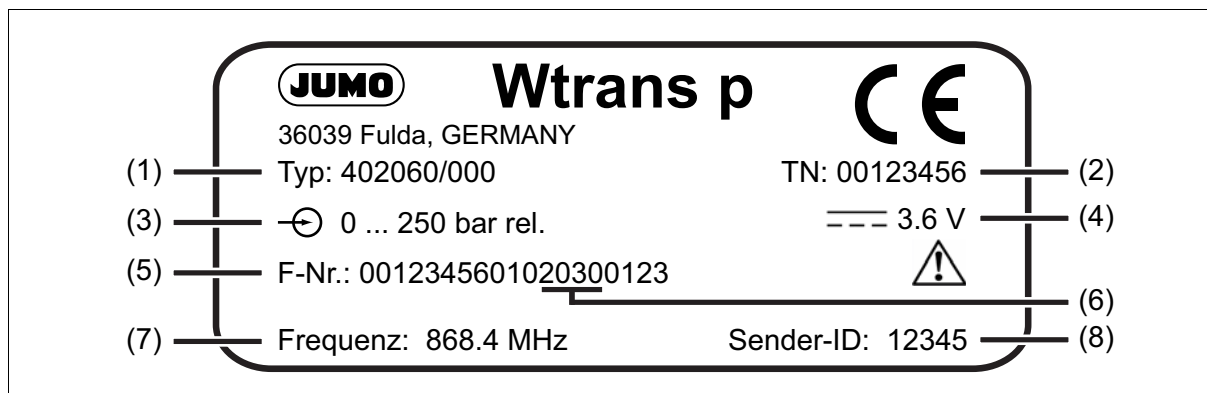 JUMO Wtrans p CE
36039 Fulda, GERMANY
(1) Typ: 402060/000 TN: 00123456 (2)
(3) 0 ... 250 bar rel. 3.6 V (4)
(5) F-Nr.: 0012345601020300123
(6)
(7) Frequenz: 868.4 MHz Sender-ID: 12345 (8)